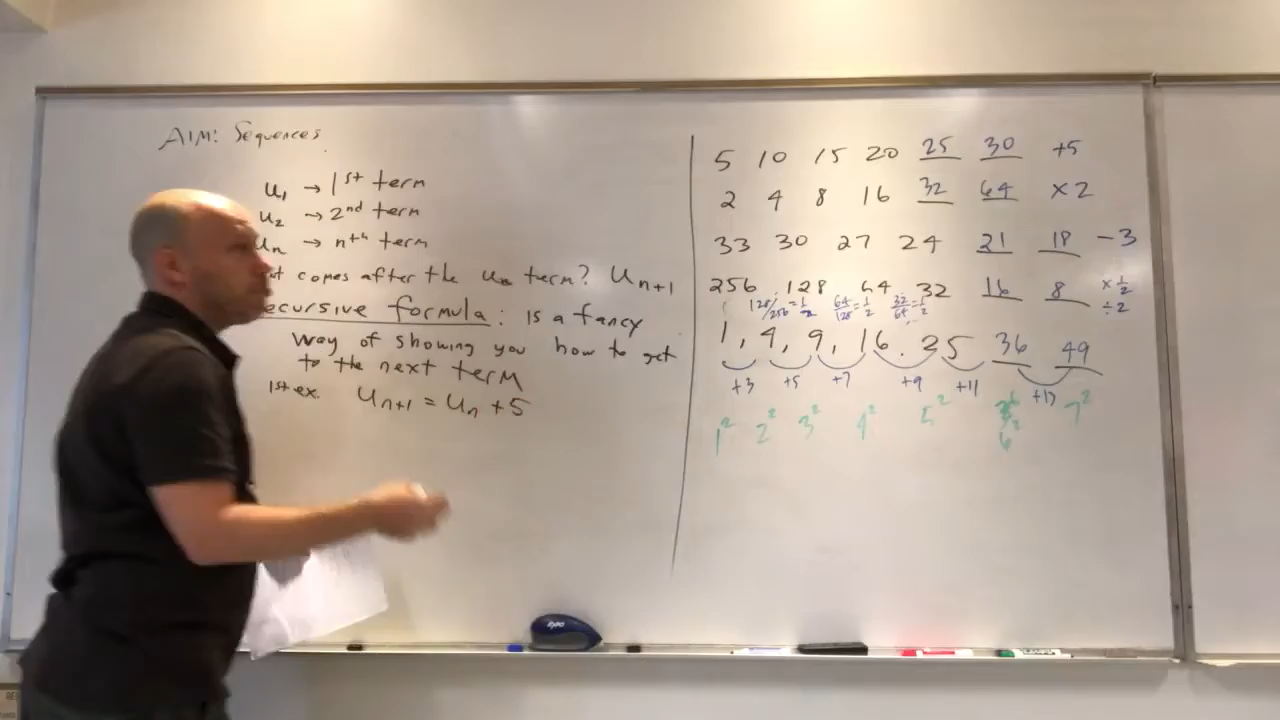 AIM: Sequences
u₁ → 1st term
u₂ → 2nd term
uₙ → nth term
comes after the uₙ term? Uₙ₊₁
ecursive formula: is a fancy
way of showing you how to get
to the next term
1st ex. Uₙ₊₁ = Uₙ + 5
5 10 15 20 25 30 +5
2 4 8 16 32 64 ×2
33 30 27 24 21 18 -3
256 128 64 32 16 8 ×1/2
÷2
128/256 = 1/2 64/128 = 1/2 32/64 = 1/2
1, 4, 9, 16, 25 36 49
+3 +5 +7 +9 +11 +13
1² 2² 3² 4² 5² 6² 7²
expo